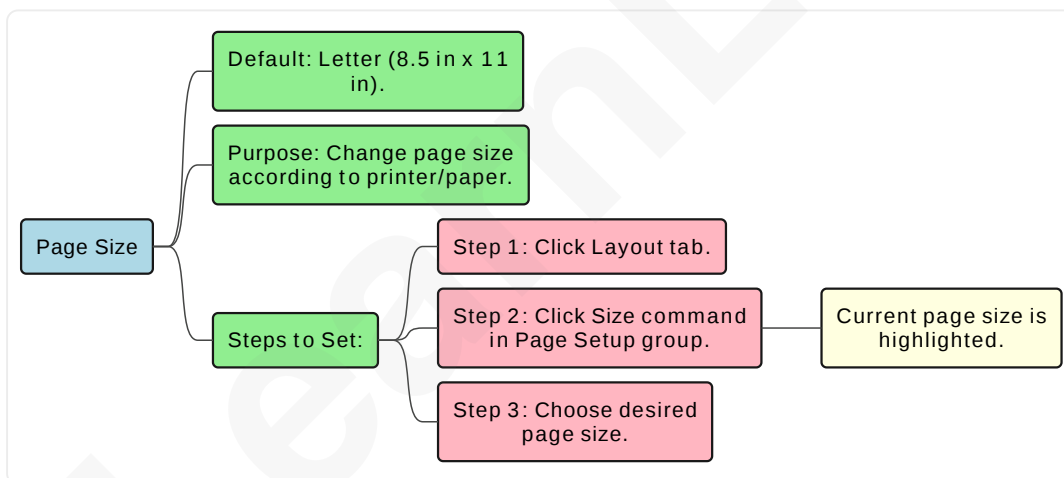 Default: Letter (8.5 in x 11
in).
Purpose: Change page size
according to printer/paper.
Page Size
Steps to Set:
Step 1: Click Layout tab.
Step 2: Click Size command
in Page Setup group.
Current page size is
highlighted.
Step 3: Choose desired
page size.